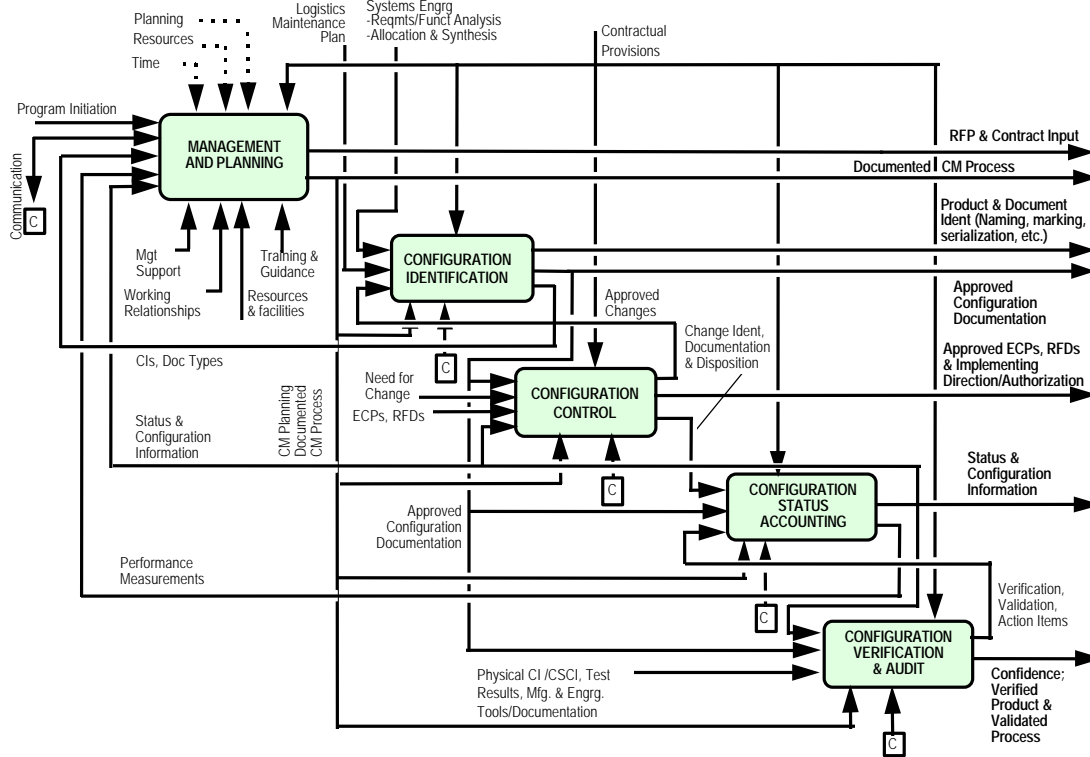 Planning
Resources
Time
Logistics
Maintenance
Plan
Systems Engrg
-Reqmts/Funct Analysis
-Allocation & Synthesis
Contractual
Provisions
Program Initiation
Communication
C
MANAGEMENT
AND PLANNING
RFP & Contract Input
Documented CM Process
Mgt
Support
Working
Relationships
Training &
Guidance
Resources
& facilities
CONFIGURATION
IDENTIFICATION
Product & Document
Ident (Naming, marking,
serialization, etc.)
Approved
Configuration
Documentation
Approved
Changes
CIs, Doc Types
C
Change Ident,
Documentation
& Disposition
Approved ECPs, RFDs
& Implementing
Direction/Authorization
Need for
Change
ECPs, RFDs
CONFIGURATION
CONTROL
Status &
Configuration
Information
CM Planning
Documented
CM Process
C
Status &
Configuration
Information
CONFIGURATION
STATUS
ACCOUNTING
Approved
Configuration
Documentation
Performance
Measurements
C
Verification,
Validation,
Action Items
CONFIGURATION
VERIFICATION
& AUDIT
Physical CI /CSCI, Test
Results, Mfg. & Engrg.
Tools/Documentation
Confidence;
Verified
Product &
Validated
Process
C